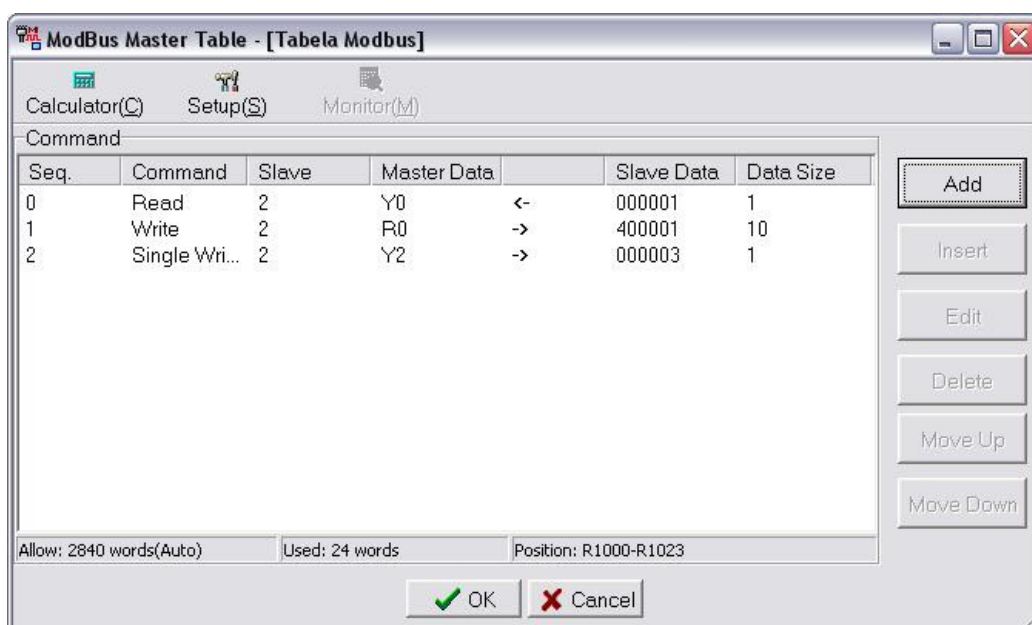 ModBus Master Table - [Tabela Modbus]
Calculator(C) Setup(S) Monitor(M)
Command
Seq. Command Slave Master Data Slave Data Data Size
0 Read 2 Y0 <- 000001 1
1 Write 2 R0 -> 400001 10
2 Single Wri... 2 Y2 -> 000003 1
Add
Insert
Edit
Delete
Move Up
Move Down
Allow: 2840 words(Auto) Used: 24 words Position: R1000-R1023
OK Cancel